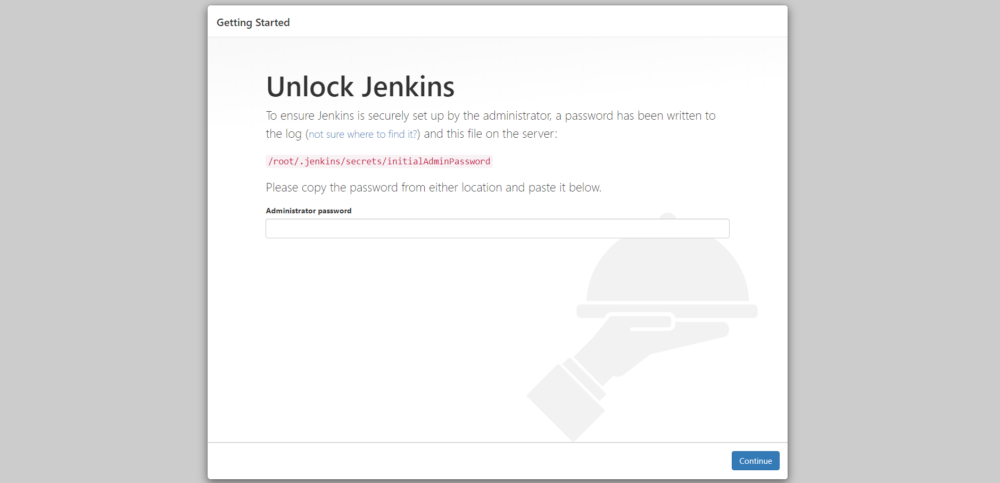 Getting Started
Unlock Jenkins
To ensure Jenkins is securely set up by the administrator, a password has been written to
the log (not sure where to find it?) and this file on the server:
/root/.jenkins/secrets/initialAdminPassword
Please copy the password from either location and paste it below.
Administrator password
Continue